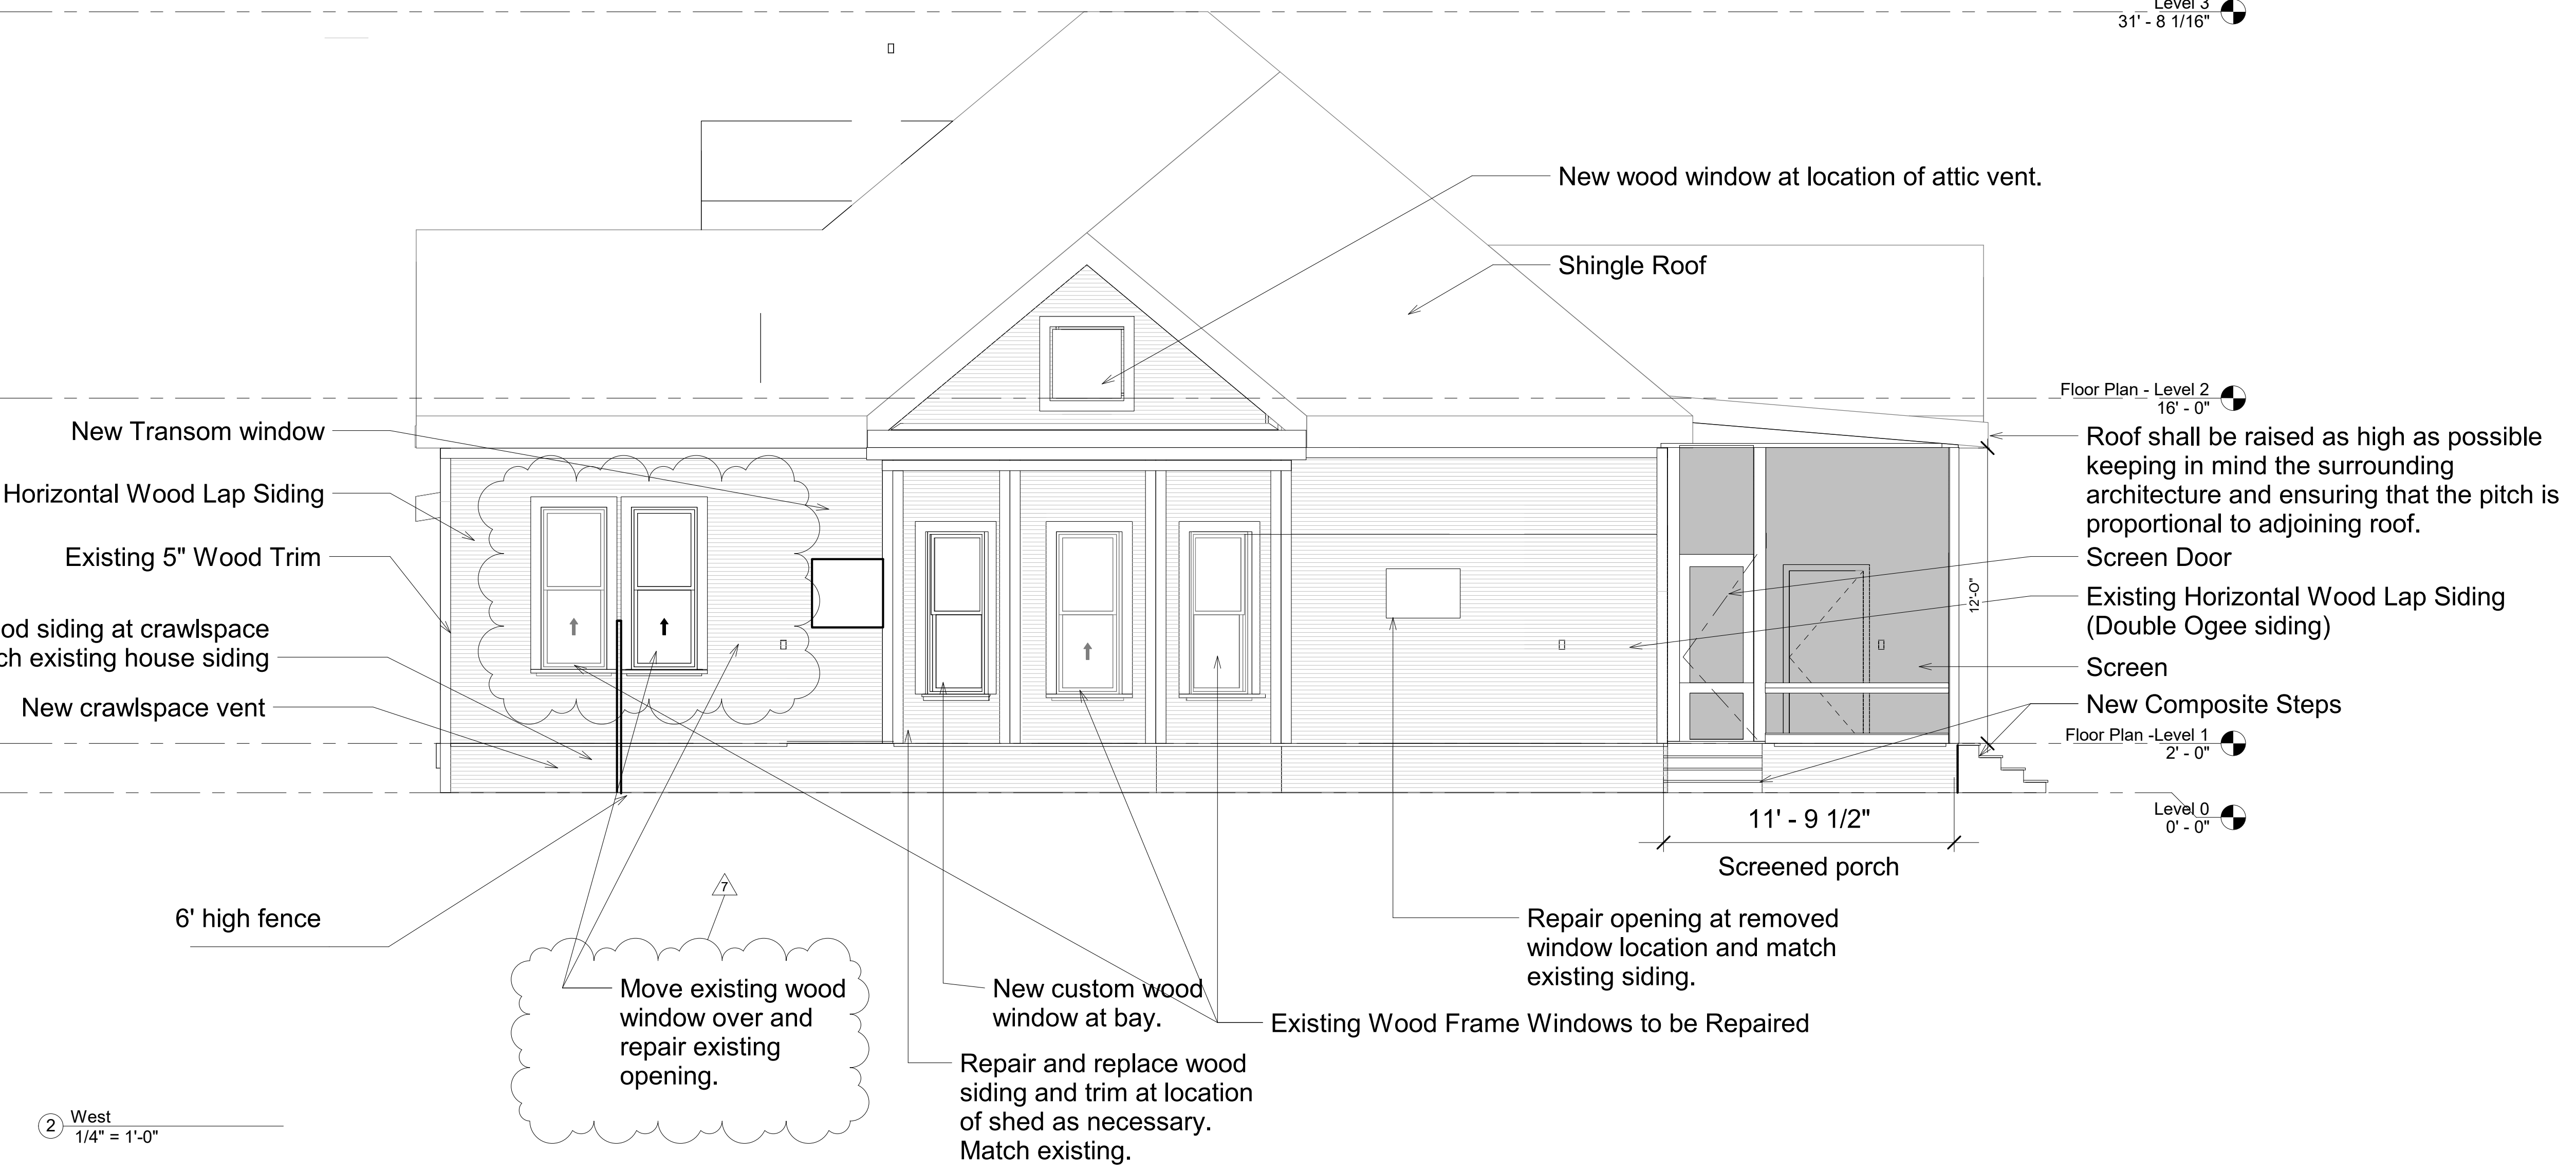 Level 3
31' - 8 1/16"
New wood window at location of attic vent.
Shingle Roof
Floor Plan - Level 2
16' - 0"
New Transom window
Horizontal Wood Lap Siding
Existing 5" Wood Trim
siding at crawlspace
existing house siding
New crawlspace vent
6' high fence
Roof shall be raised as high as possible
keeping in mind the surrounding
architecture and ensuring that the pitch is
proportional to adjoining roof.
Screen Door
12'-0"
Existing Horizontal Wood Lap Siding
(Double Ogee siding)
Screen
New Composite Steps
Floor Plan -Level 1
2' - 0"
Level 0
0' - 0"
11' - 9 1/2"
Screened porch
7
Move existing wood
window over and
repair existing
opening.
New custom wood
window at bay.
Repair opening at removed
window location and match
existing siding.
Existing Wood Frame Windows to be Repaired
Repair and replace wood
siding and trim at location
of shed as necessary.
Match existing.
2
West
1/4" = 1'-0"